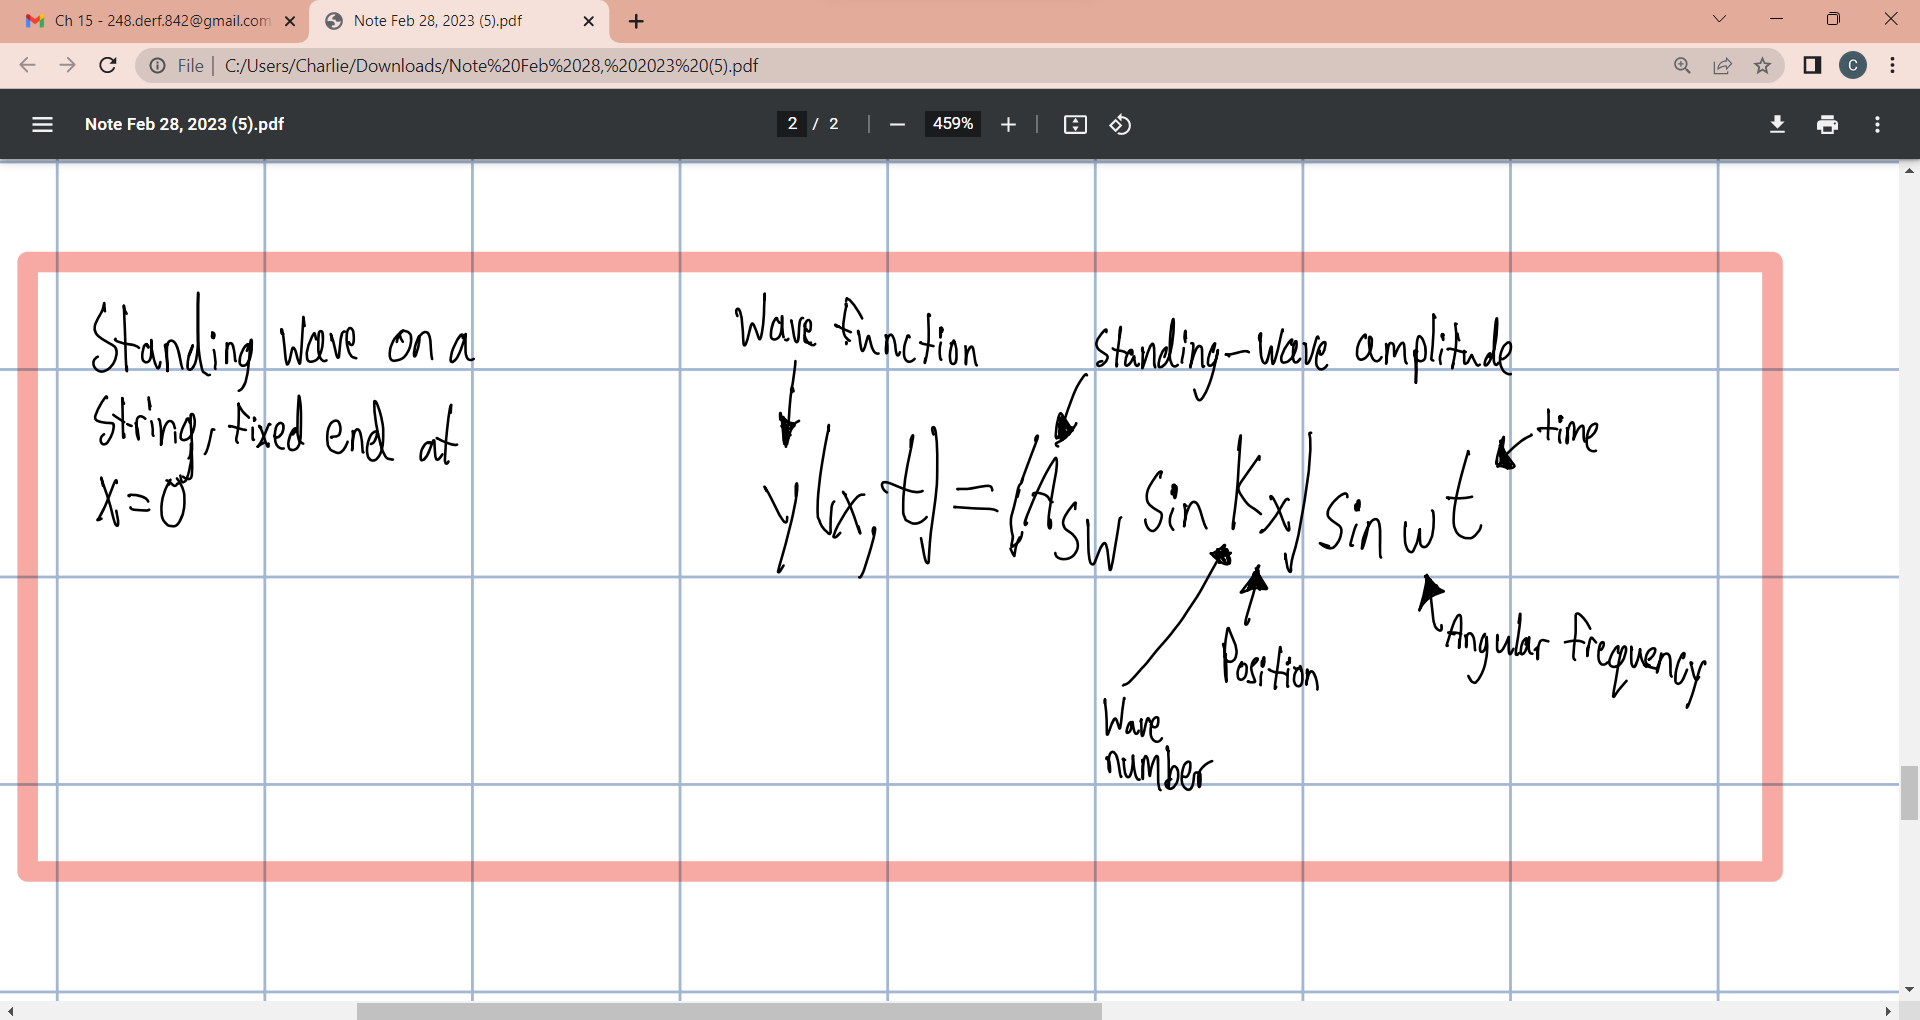 Ch 15 - 248.derf.842@gmail.com
Note Feb 28, 2023 (5).pdf
File
C:/Users/Charlie/Downloads/Note%20Feb%2028,%202023%20(5).pdf
C
Note Feb 28, 2023 (5).pdf
2 / 2
459%
Standing wave on a
string, fixed end at
x=0
Wave function
standing-wave amplitude
time
y(x,t)=(A_SW sin kx) sin ωt
Position
Angular frequency
Wave
number